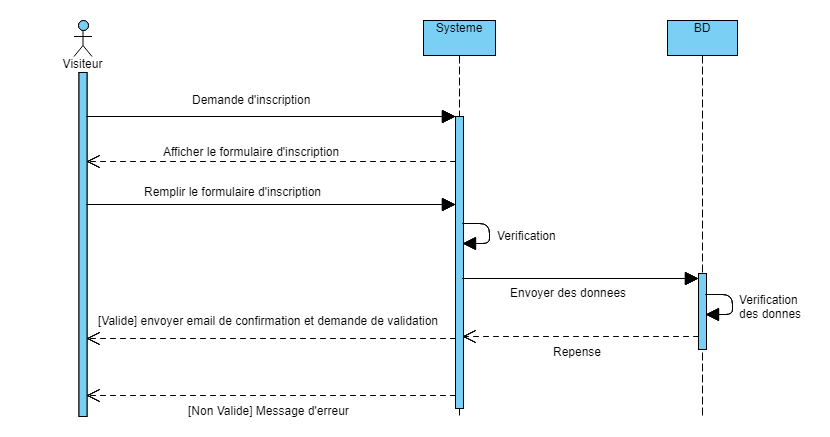 Systeme
BD
Visiteur
Demande d'inscription
Afficher le formulaire d'inscription
Remplir le formulaire d'inscription
Verification
Envoyer des donnees
Verification
des donnes
[Valide] envoyer email de confirmation et demande de validation
Repense
[Non Valide] Message d'erreur